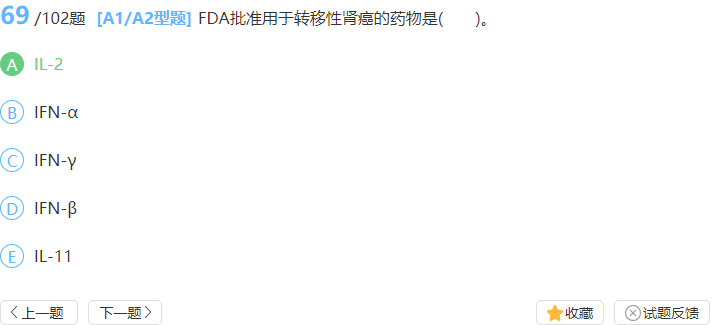 69 /102题 [A1/A2型题] FDA批准用于转移性肾癌的药物是(  )。
A IL-2
B IFN-α
C IFN-γ
D IFN-β
E IL-11
上一题 下一题 收藏 试题反馈